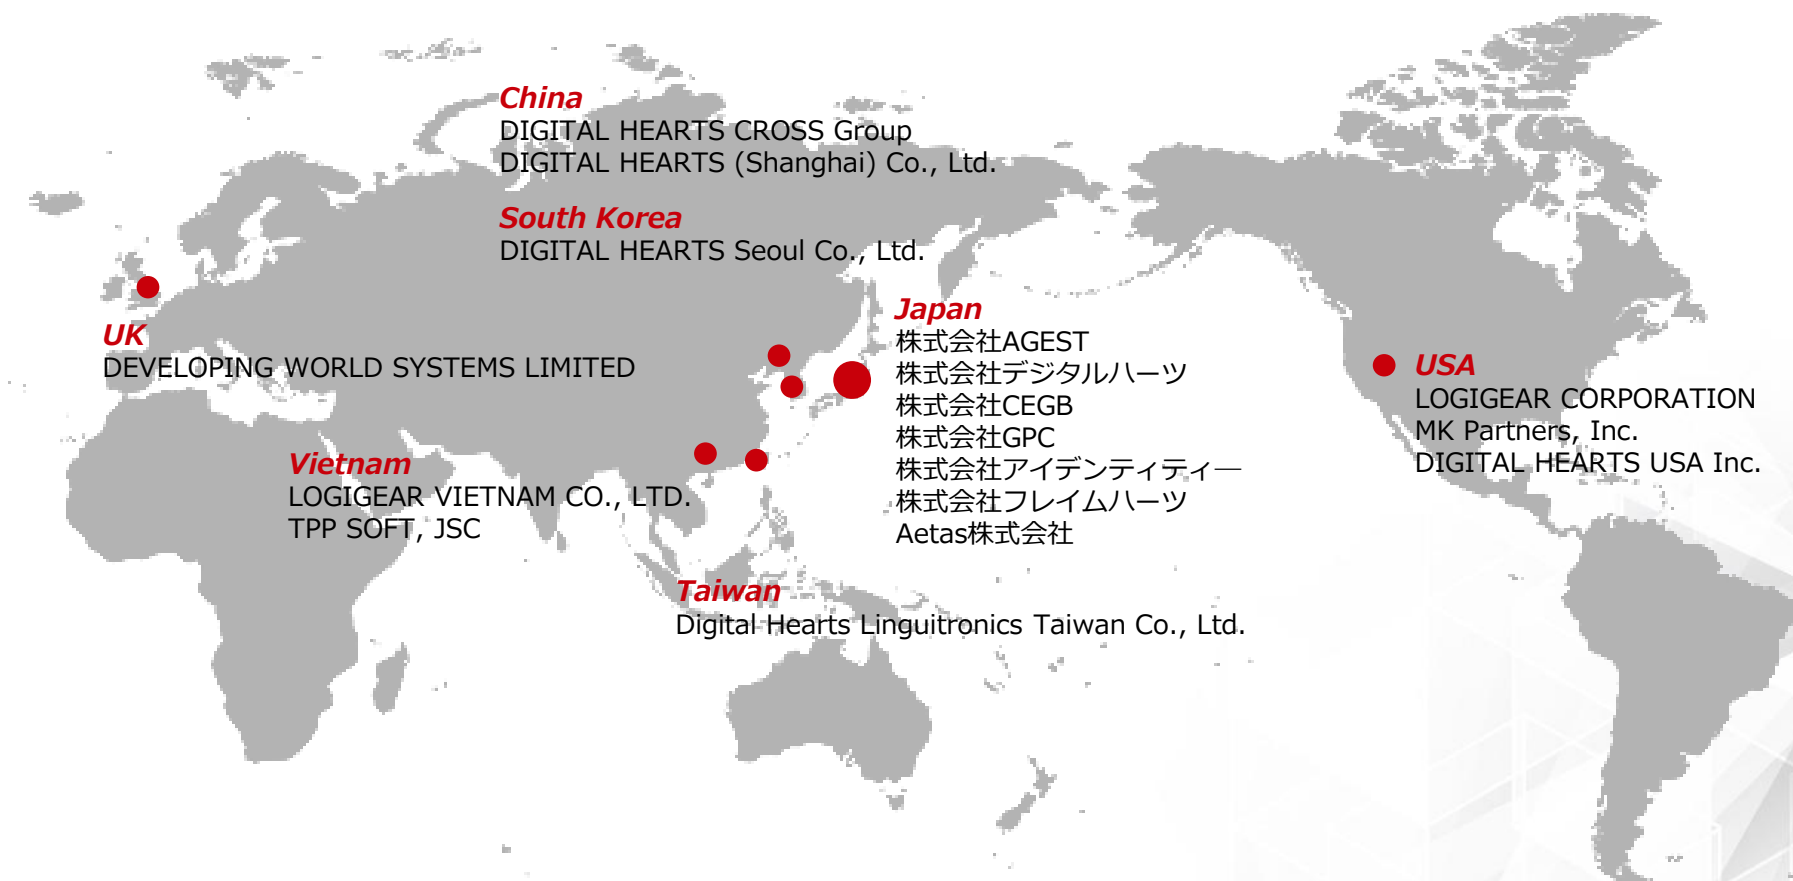 China
DIGITAL HEARTS CROSS Group
DIGITAL HEARTS (Shanghai) Co., Ltd.
South Korea
DIGITAL HEARTS Seoul Co., Ltd.
UK
DEVELOPING WORLD SYSTEMS LIMITED
Japan
株式会社AGEST
株式会社デジタルハーツ
株式会社CEGB
株式会社GPC
株式会社アイデンティティ―
株式会社フレイムハーツ
Aetas株式会社
USA
LOGIGEAR CORPORATION
MK Partners, Inc.
DIGITAL HEARTS USA Inc.
Vietnam
LOGIGEAR VIETNAM CO., LTD.
TPP SOFT, JSC
Taiwan
Digital Hearts Linguitronics Taiwan Co., Ltd.